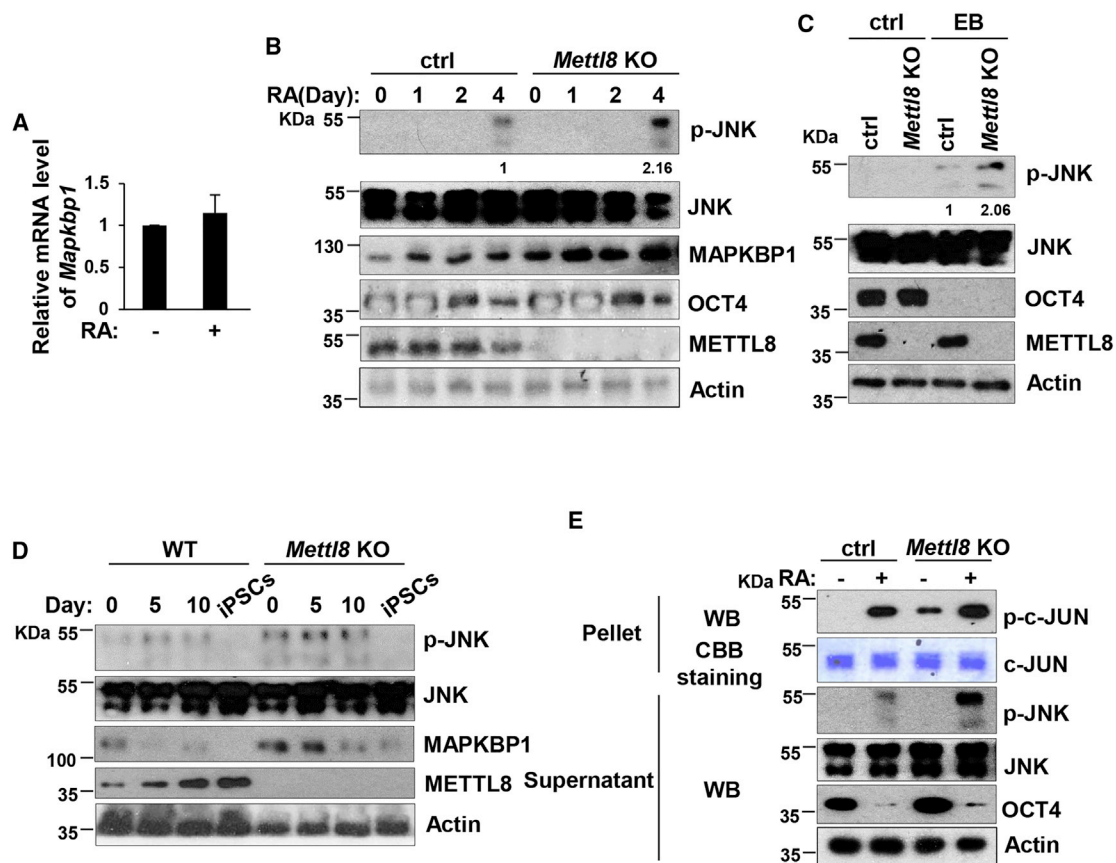 A
Relative mRNA level
of Mapkbp1
1.5
1
0.5
0
RA: - +
B
ctrl Mettl8 KO
RA(Day): 0 1 2 4 0 1 2 4
KDa 55 p-JNK
1 2.16
55 JNK
130 MAPKBP1
35 OCT4
55 METTL8
35 Actin
C
ctrl EB
ctrl Mettl8 KO ctrl Mettl8 KO
KDa
55 p-JNK
1 2.06
55 JNK
35 OCT4
35 METTL8
35 Actin
D
WT Mettl8 KO
Day: 0 5 10 iPSCs 0 5 10 iPSCs
KDa 55 p-JNK
55 JNK
100 MAPKBP1
35 METTL8
35 Actin
E
ctrl Mettl8 KO
KDa RA: - + - +
Pellet
WB 55 p-c-JUN
CBB
staining
55 c-JUN
Supernatant
WB
55 p-JNK
55 JNK
35 OCT4
35 Actin